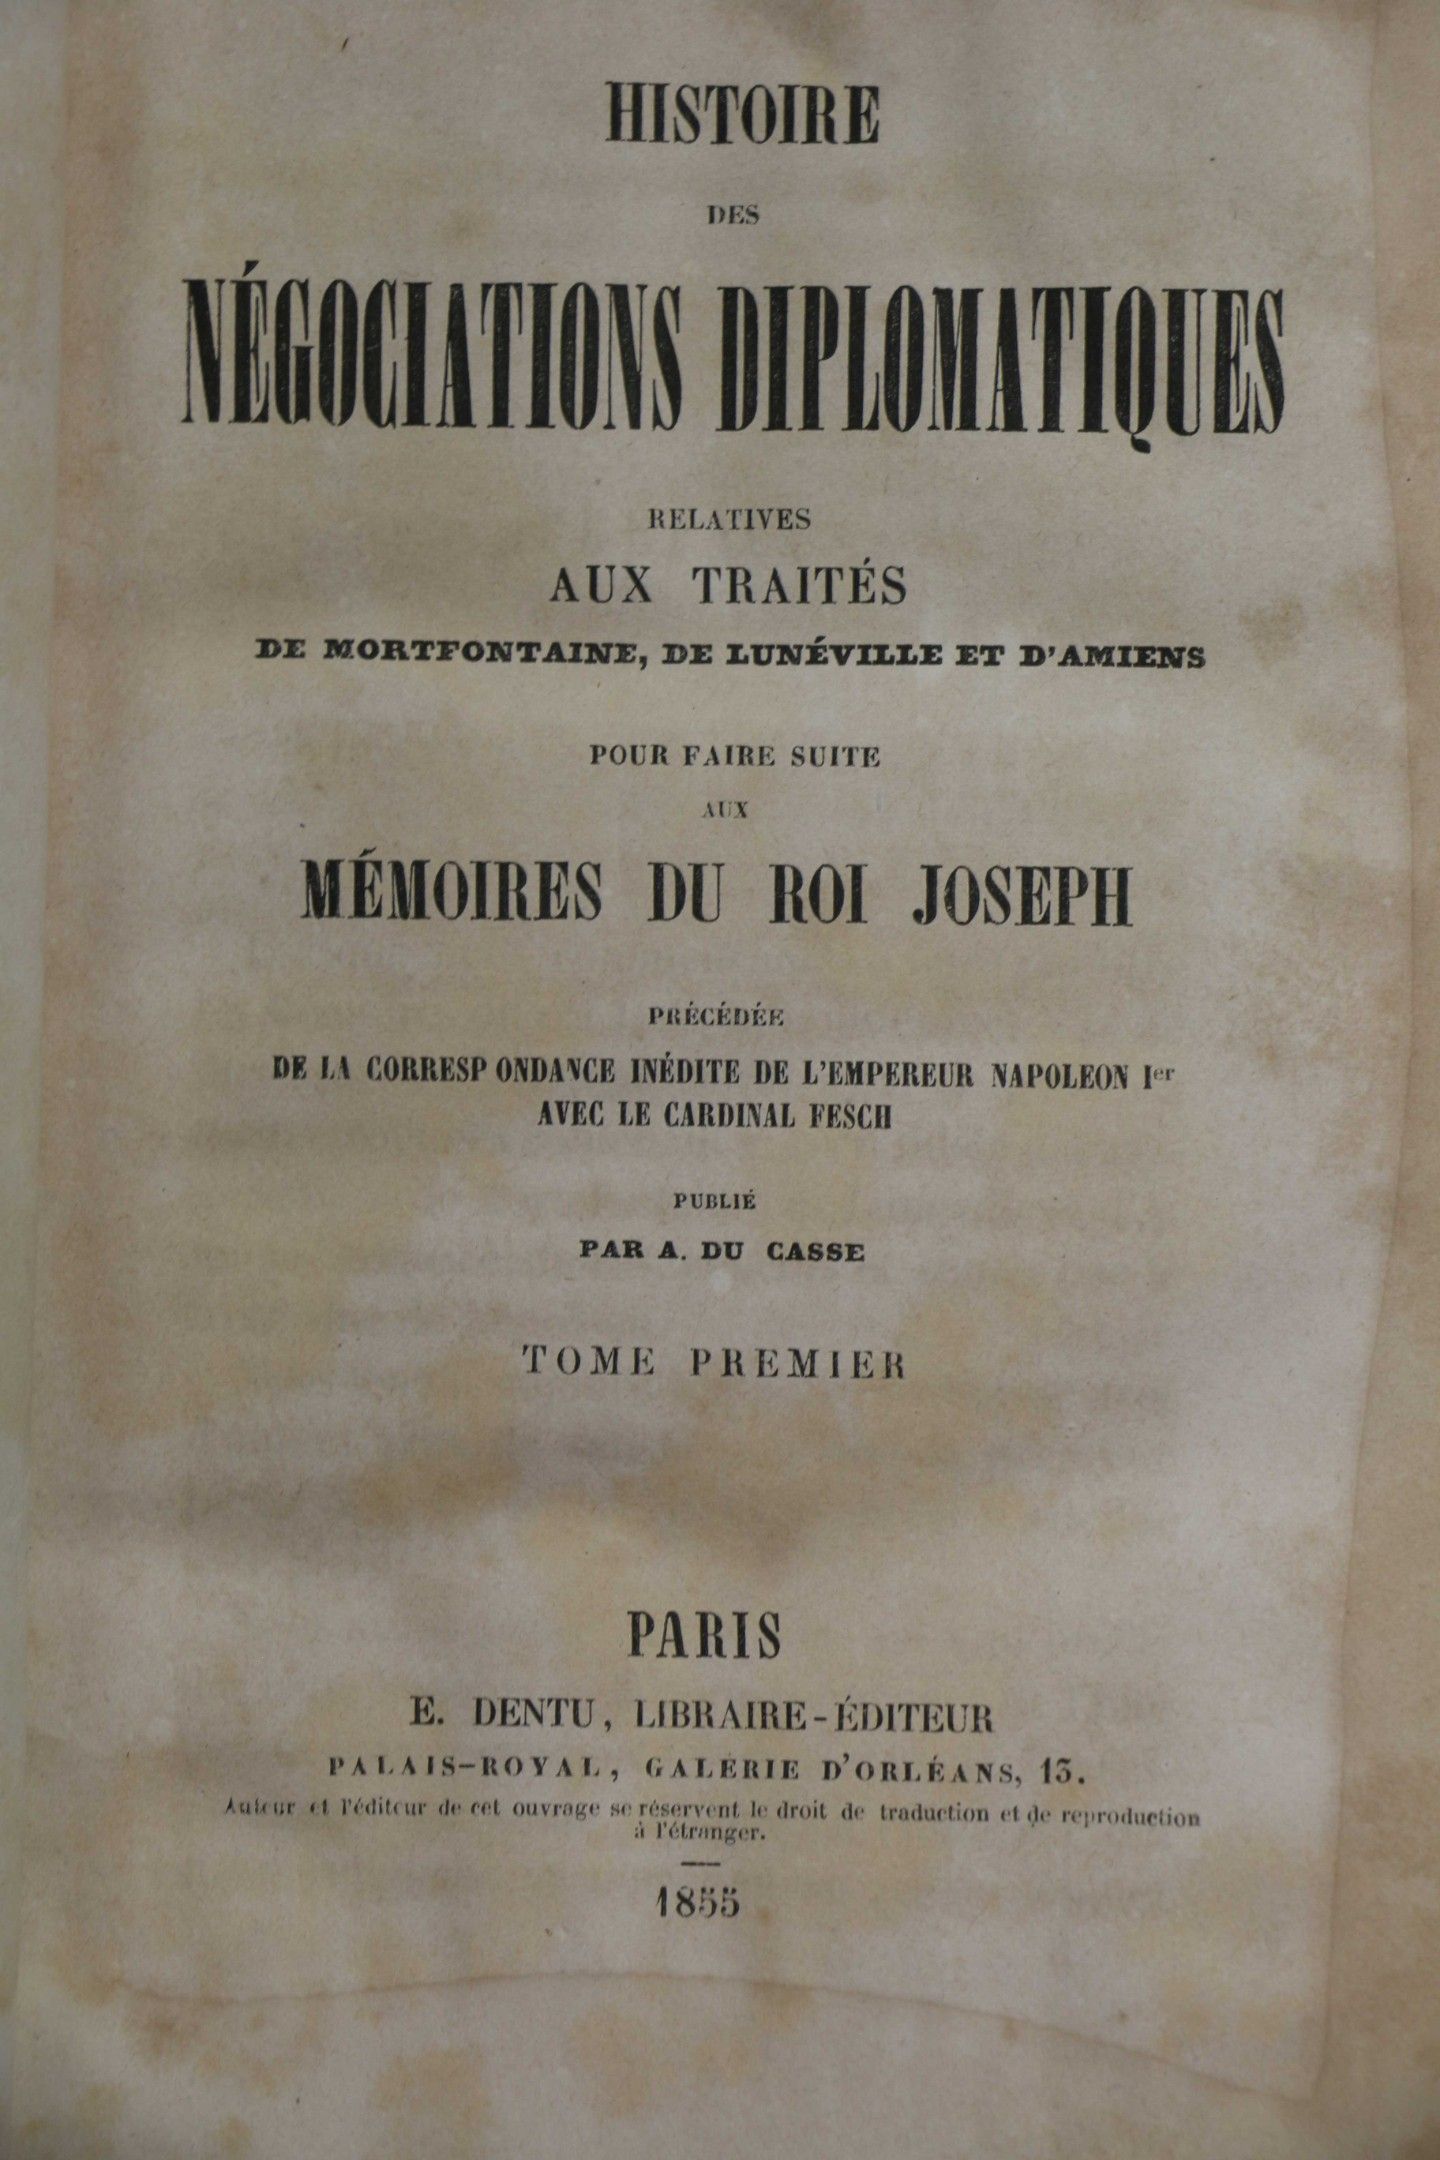 HISTOIRE
DES
NÉGOCIATIONS DIPLOMATIQUES
RELATIVES
AUX TRAITÉS
DE MORTFONTAINE, DE LUNÉVILLE ET D'AMIENS
POUR FAIRE SUITE
AUX
MÉMOIRES DU ROI JOSEPH
PRÉCÉDÉE
DE LA CORRESP ONDANCE INÉDITE DE L'EMPEREUR NAPOLEON Ier
AVEC LE CARDINAL FESCH
PUBLIÉ
PAR A. DU CASSE
TOME PREMIER
PARIS
E. DENTU, LIBRAIRE-ÉDITEUR
PALAIS-ROYAL, GALERIE D'ORLÉANS, 13.
Auteur et l'éditeur de cet ouvrage se réservent le droit de traduction et de reproduction
à l'étranger.
1855